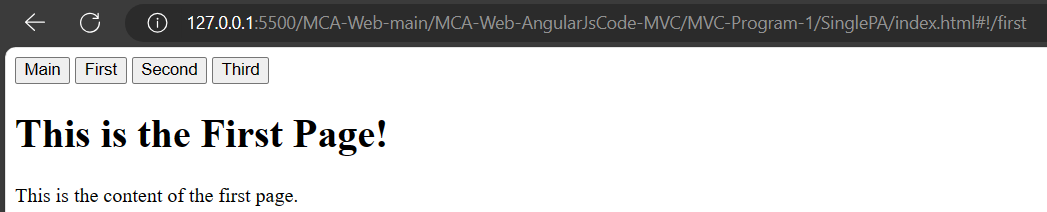 127.0.0.1:5500/MCA-Web-main/MCA-Web-AngularJsCode-MVC/MVC-Program-1/SinglePA/index.html#!/first
Main First Second Third
This is the First Page!
This is the content of the first page.